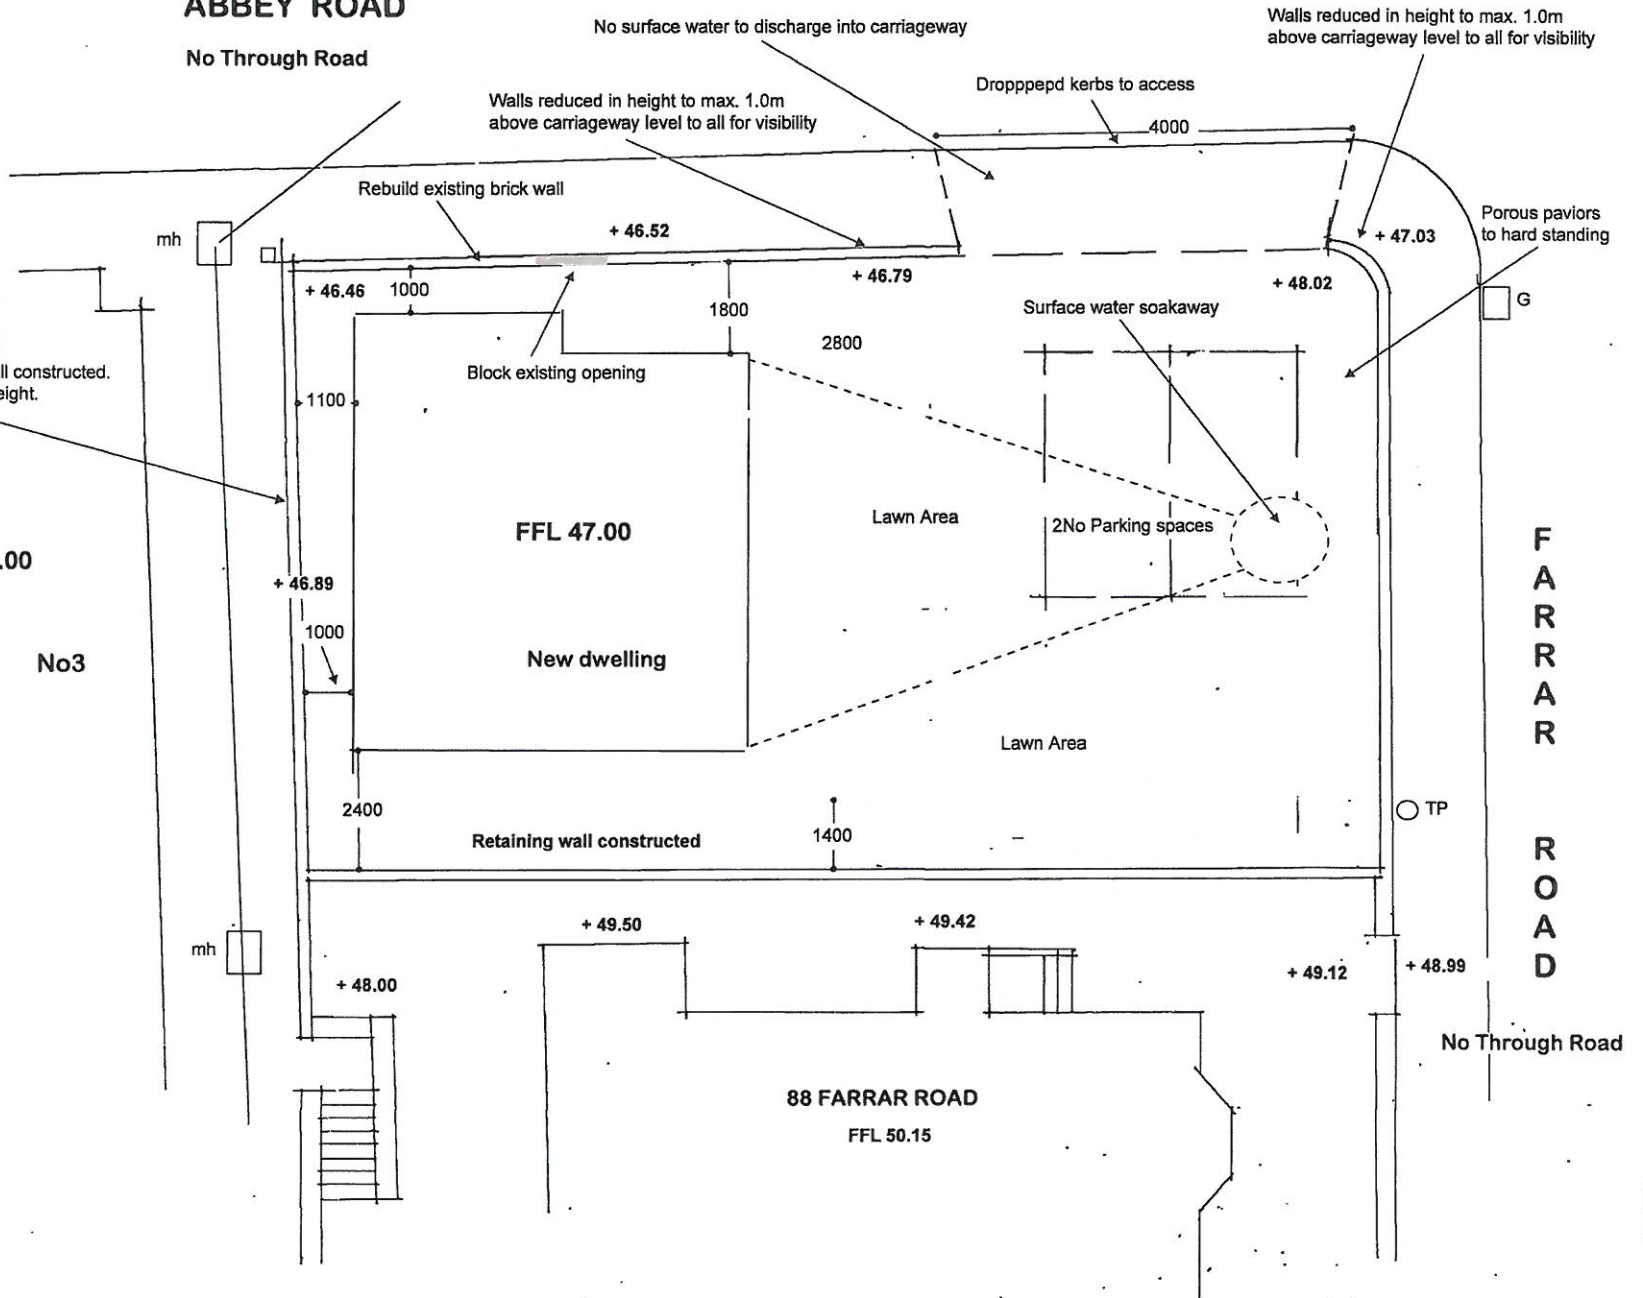 ABBEY ROAD
No Through Road
No surface water to discharge into carriageway
Walls reduced in height to max. 1.0m
above carriageway level to all for visibility
Dropppepd kerbs to access
4000
Walls reduced in height to max. 1.0m
above carriageway level to all for visibility
Rebuild existing brick wall
mh
+ 46.52
+ 47.03
Porous paviors
to hard standing
+ 46.46
1000
+ 46.79
+ 48.02
G
1800
Surface water soakaway
2800
ll constructed.
eight.
Block existing opening
1100
FFL 47.00
Lawn Area
2No Parking spaces
.00
+ 46.89
1000
No3
New dwelling
Lawn Area
FARRAR ROAD
2400
1400
TP
Retaining wall constructed
+ 49.50
+ 49.42
mh
+ 48.00
+ 49.12
+ 48.99
No Through Road
88 FARRAR ROAD
FFL 50.15